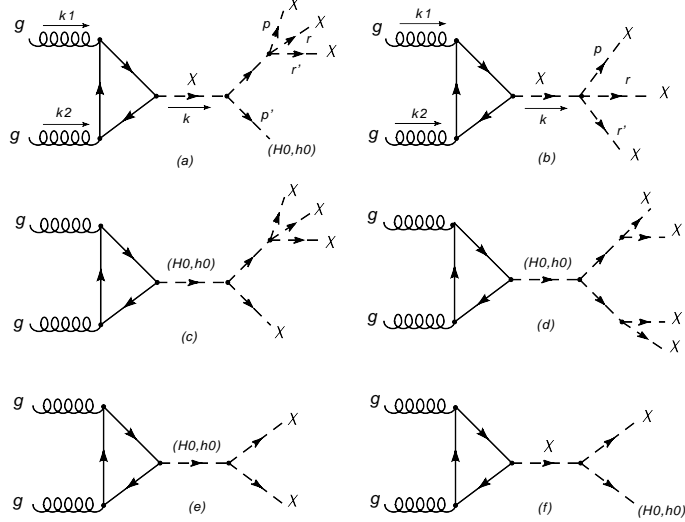 g k1 X
p X
r X
r'
X k
p'
g k2 (H0,h0)
(a)
g k1 X
p
X r X
k
g k2 r' X
(b)
g X
X
X
(H0,h0)
g X
(c)
g X
X
(H0,h0)
X
g X
(d)
g X
(H0,h0)
g X
(e)
g X
X
g (H0,h0)
(f)